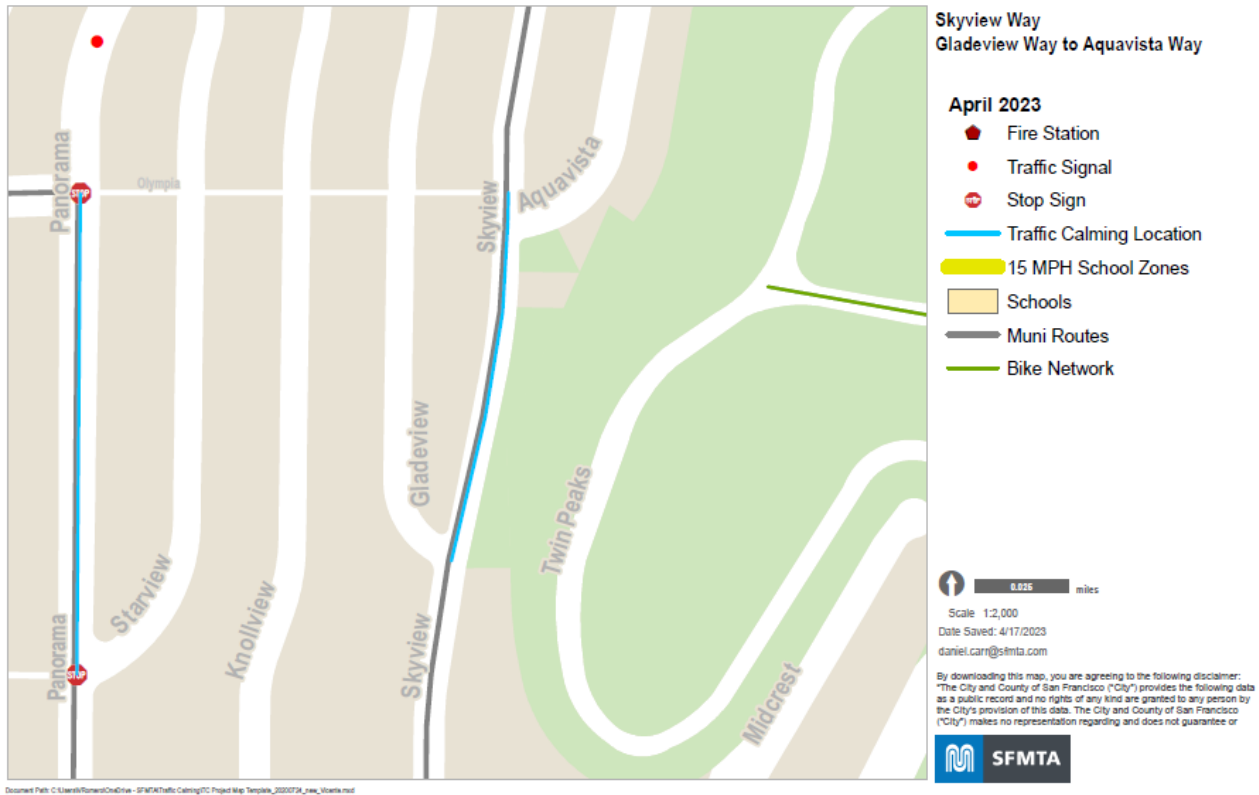 Skyview Way
Gladeview Way to Aquavista Way
April 2023
Fire Station
Traffic Signal
Stop Sign
Traffic Calming Location
15 MPH School Zones
Schools
Muni Routes
Bike Network
Panorama
STOP
Olympia
Skyview
Aquavista
Gladeview
Twin Peaks
Starview
Knollview
Panorama
STOP
Skyview
Midcrest
0.025 miles
Scale 1:2,000
Date Saved: 4/17/2023
daniel.carr@sfmta.com
By downloading this map, you are agreeing to the following disclaimer:
"The City and County of San Francisco ("City") provides the following data
as a public record and no rights of any kind are granted to any person by
the City's provision of this data. The City and County of San Francisco
("City") makes no representation regarding and does not guarantee or
SFMTA